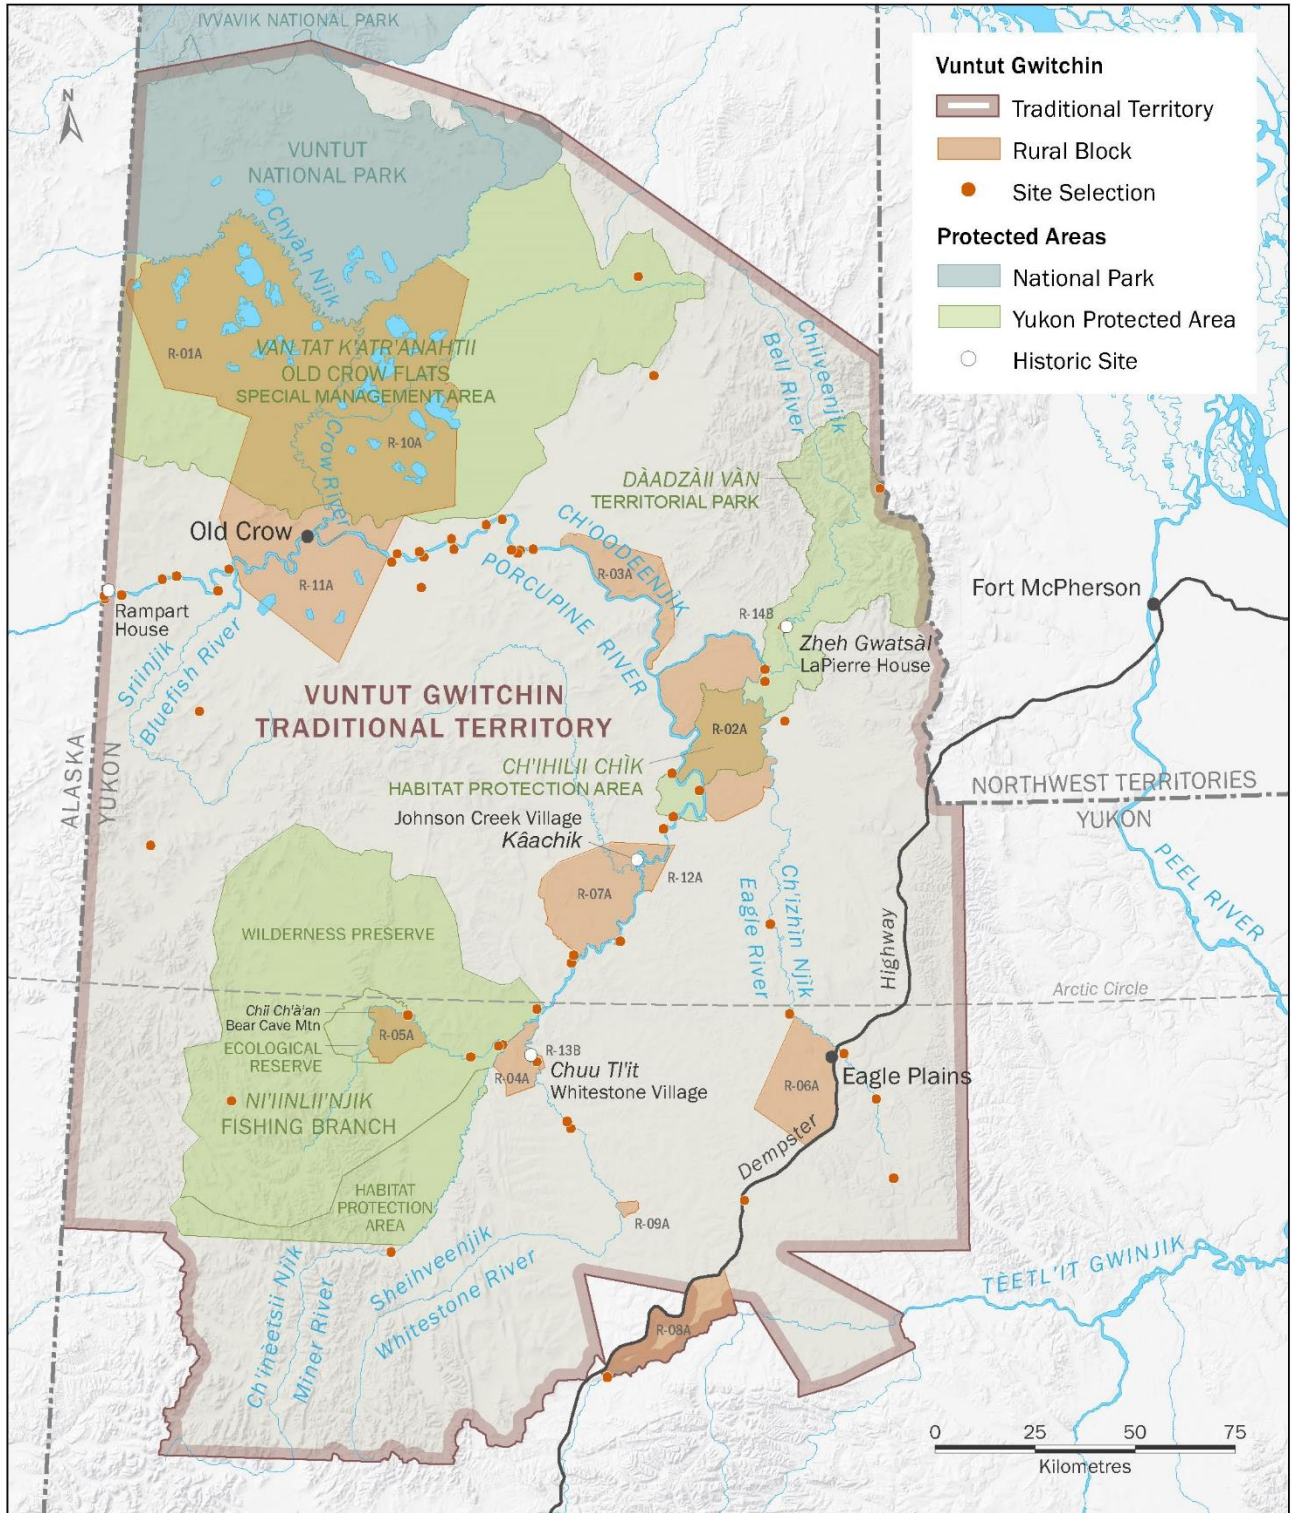 IVVAVIK NATIONAL PARK
N
VUNTUT
NATIONAL PARK
Chyàh Njik
R-01A
VAN TAT K'ATR'ANAHTII
OLD CROW FLATS
SPECIAL MANAGEMENT AREA
Crow River
R-10A
Old Crow
R-11A
Rampart
House
Sriinjik
Bluefish River
PORCUPINE RIVER
CH'OODEENJÌK
R-03A
Chiiveenjik
Bell River
DÀADZÀII VÀN
TERRITORIAL PARK
R-14B
Zheh Gwatsàl
LaPierre House
Fort McPherson
VUNTUT GWITCHIN
TRADITIONAL TERRITORY
R-02A
CH'IHILII CHÌK
HABITAT PROTECTION AREA
ALASKA
YUKON
NORTHWEST TERRITORIES
YUKON
Johnson Creek Village
Kâachik
R-12A
R-07A
Ch'izhìn Njik
Eagle River
Highway
PEEL RIVER
WILDERNESS PRESERVE
Arctic Circle
Chii Ch'à'an
Bear Cave Mtn
R-05A
ECOLOGICAL
RESERVE
R-13B
R-04A
Chuu Tl'it
Whitestone Village
R-06A
Eagle Plains
NI'IINLII'NJIK
FISHING BRANCH
Dempster
HABITAT
PROTECTION
AREA
R-09A
Ch'ineetsii Njik
Miner River
Sheihveenjik
Whitestone River
TÈETL'IT GWINJIK
R-08A
Vuntut Gwitchin
Traditional Territory
Rural Block
Site Selection
Protected Areas
National Park
Yukon Protected Area
Historic Site
0 25 50 75
Kilometres